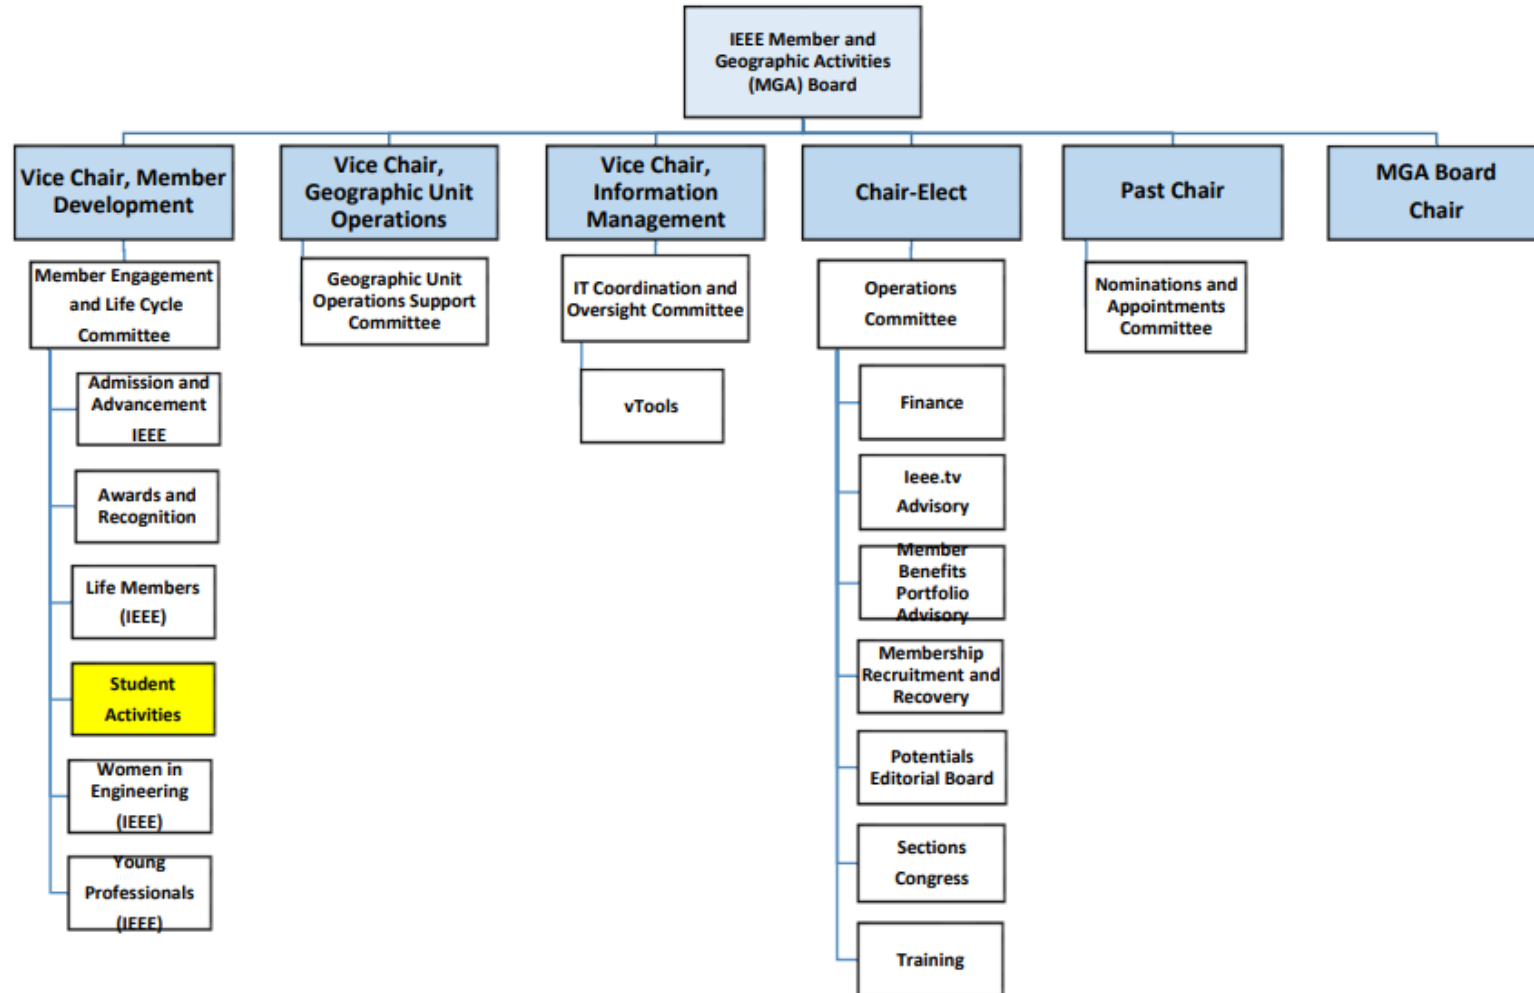 IEEE Member and
Geographic Activities
(MGA) Board
Vice Chair, Member
Development
Vice Chair,
Geographic Unit
Operations
Vice Chair,
Information
Management
Chair-Elect
Past Chair
MGA Board
Chair
Member Engagement
and Life Cycle
Committee
Geographic Unit
Operations Support
Committee
IT Coordination and
Oversight Committee
Operations
Committee
Nominations and
Appointments
Committee
Admission and
Advancement
IEEE
Awards and
Recognition
Life Members
(IEEE)
Student
Activities
Women in
Engineering
(IEEE)
Young
Professionals
(IEEE)
vTools
Finance
Ieee.tv
Advisory
Member
Benefits
Portfolio
Advisory
Membership
Recruitment and
Recovery
Potentials
Editorial Board
Sections
Congress
Training